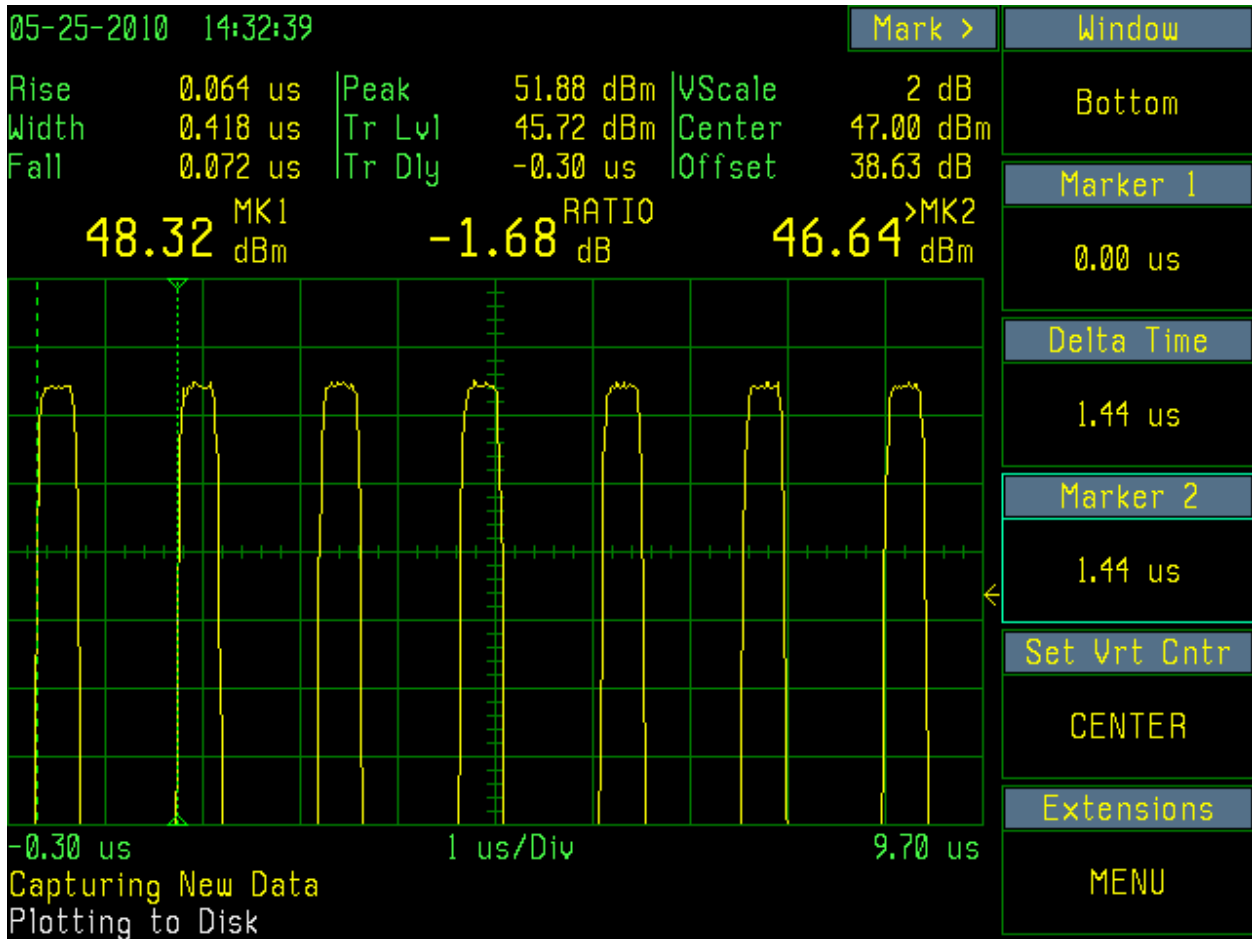 05-25-2010 14:32:39 Mark > Window
Rise 0.064 us Peak 51.88 dBm VScale 2 dB
Bottom
Width 0.418 us Tr Lvl 45.72 dBm Center 47.00 dBm
Fall 0.072 us Tr Dly -0.30 us Offset 38.63 dB
Marker 1
48.32 MK1 dBm -1.68 RATIO dB 46.64 >MK2 dBm
0.00 us
Delta Time
1.44 us
Marker 2
1.44 us
Set Vrt Cntr
CENTER
Extensions
-0.30 us 1 us/Div 9.70 us
Capturing New Data
MENU
Plotting to Disk